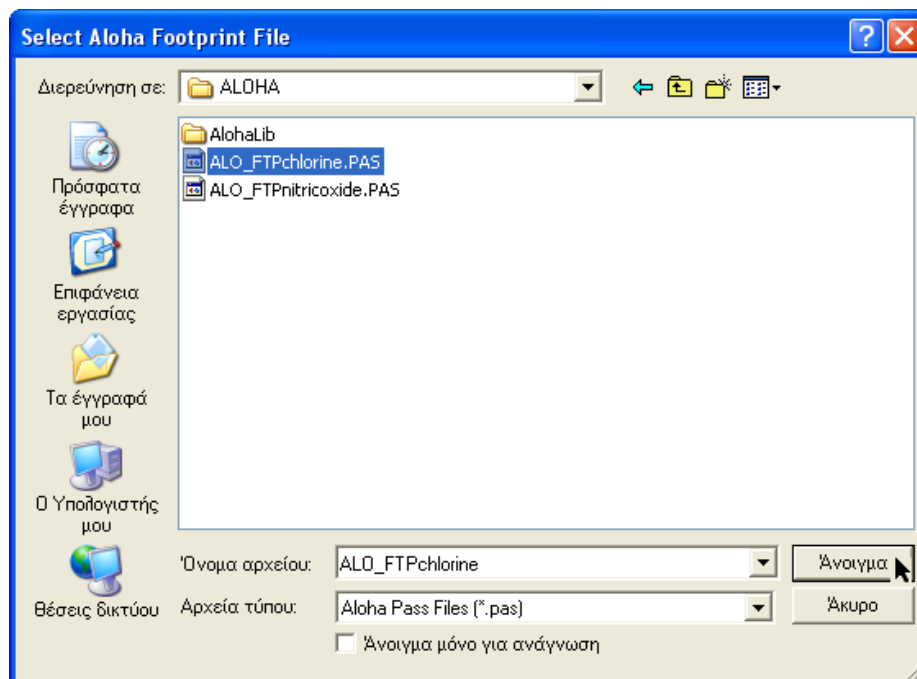 Select Aloha Footprint File
Διερεύνηση σε:
ALOHA
AlohaLib
ALO_FTPchlorine.PAS
ALO_FTPnitricoxide.PAS
Πρόσφατα
έγγραφα
Επιφάνεια
εργασίας
Τα έγγραφά
μου
Ο Υπολογιστής
μου
Θέσεις δικτύου
Όνομα αρχείου:
ALO_FTPchlorine
Άνοιγμα
Αρχεία τύπου:
Aloha Pass Files (*.pas)
Άκυρο
Άνοιγμα μόνο για ανάγνωση